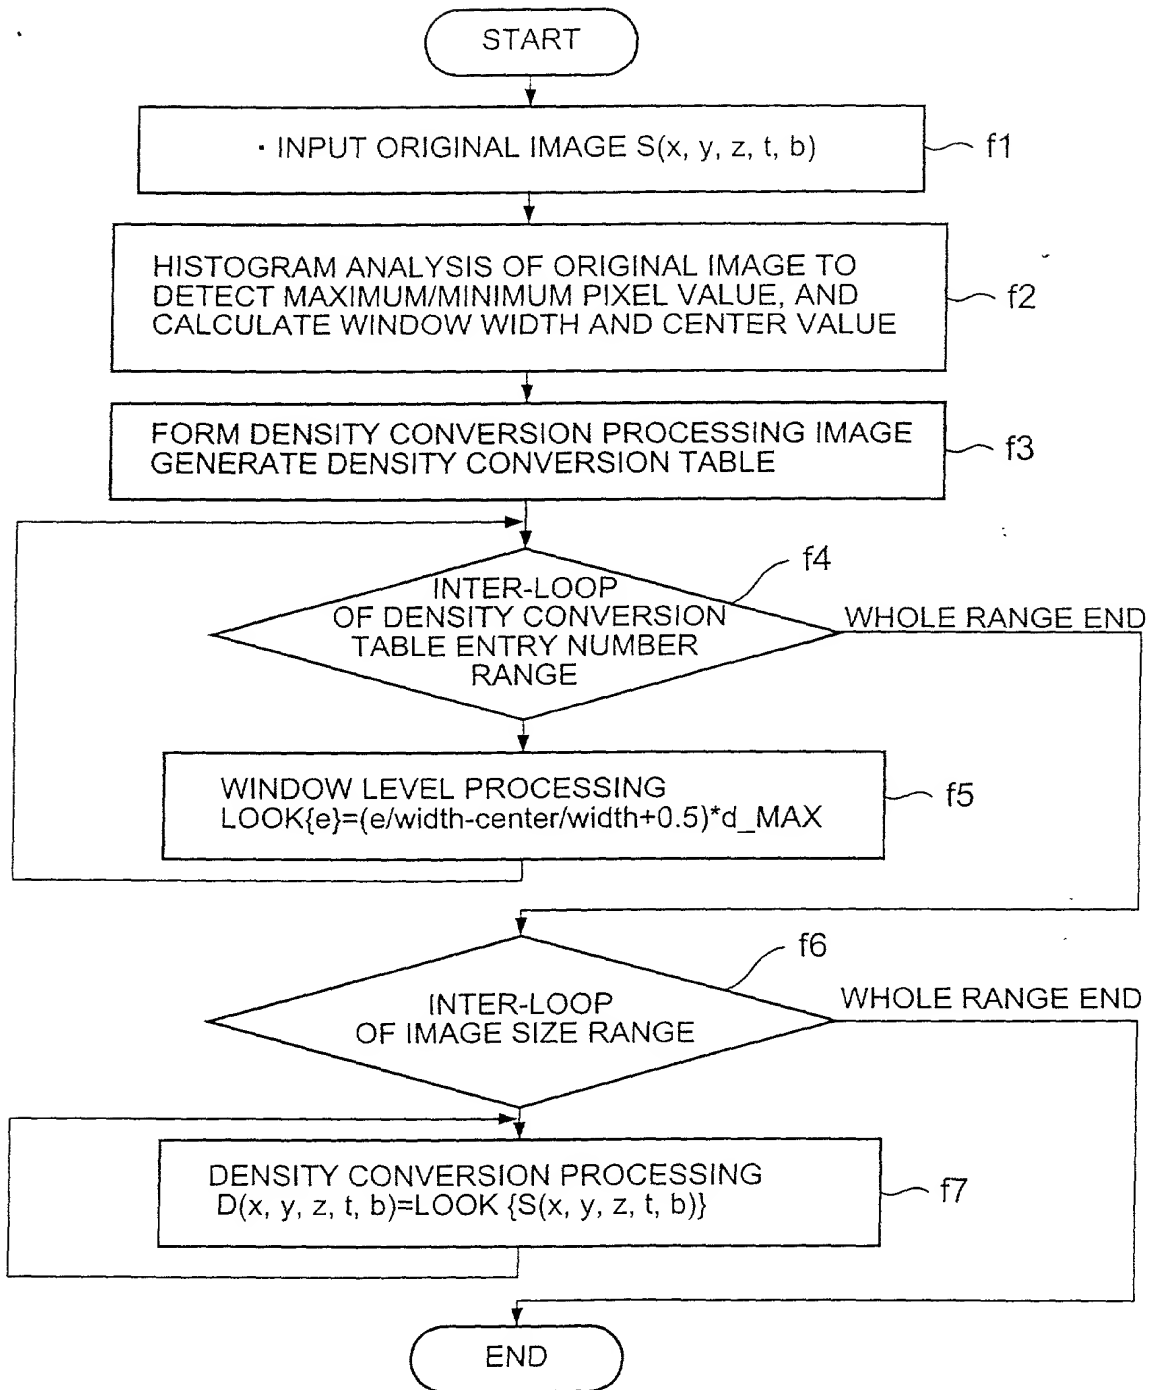 START
· INPUT ORIGINAL IMAGE S(x, y, z, t, b)
f1
HISTOGRAM ANALYSIS OF ORIGINAL IMAGE TO
DETECT MAXIMUM/MINIMUM PIXEL VALUE, AND
CALCULATE WINDOW WIDTH AND CENTER VALUE
f2
FORM DENSITY CONVERSION PROCESSING IMAGE
GENERATE DENSITY CONVERSION TABLE
f3
f4
INTER-LOOP
OF DENSITY CONVERSION
TABLE ENTRY NUMBER
RANGE
WHOLE RANGE END
WINDOW LEVEL PROCESSING
LOOK{e}=(e/width-center/width+0.5)*d_MAX
f5
f6
INTER-LOOP
OF IMAGE SIZE RANGE
WHOLE RANGE END
DENSITY CONVERSION PROCESSING
D(x, y, z, t, b)=LOOK {S(x, y, z, t, b)}
f7
END